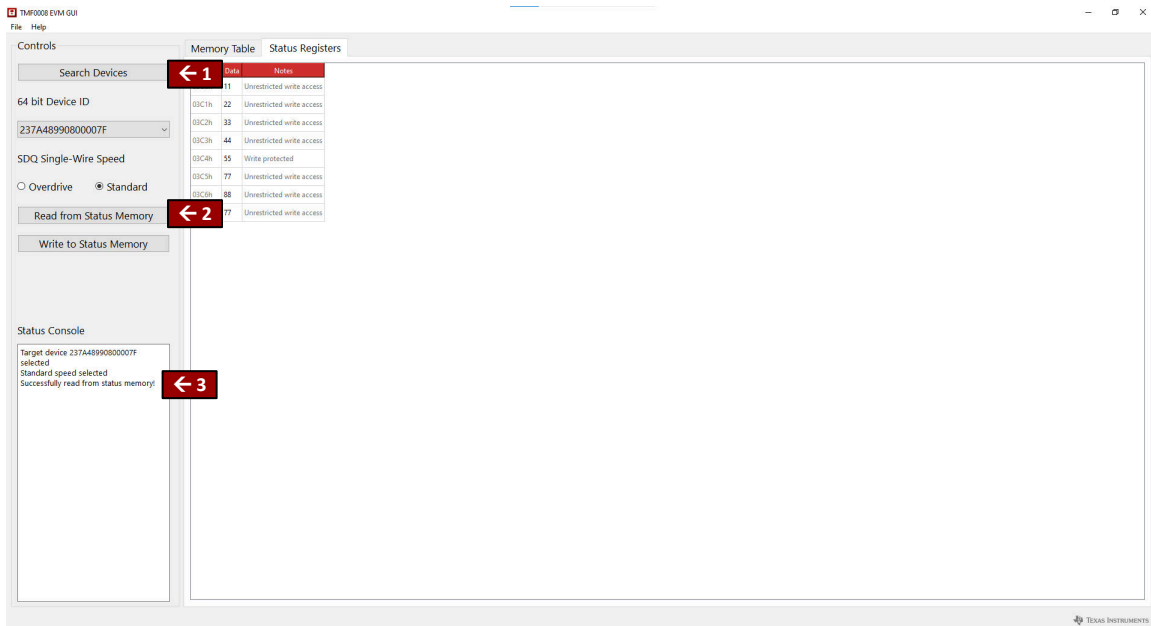 TMF0008 EVM GUI
File Help
Controls
Search Devices
64 bit Device ID
237A48990800007F
SDQ Single-Wire Speed
Overdrive Standard
Read from Status Memory
Write to Status Memory
Status Console
Target device 237A48990800007F
selected
Standard speed selected
Successfully read from status memory!
Memory Table Status Registers
Data Notes
11 Unrestricted write access
03C1h 22 Unrestricted write access
03C2h 33 Unrestricted write access
03C3h 44 Unrestricted write access
03C4h 55 Write protected
03C5h 77 Unrestricted write access
03C6h 88 Unrestricted write access
77 Unrestricted write access
← 1
← 2
← 3
TEXAS INSTRUMENTS